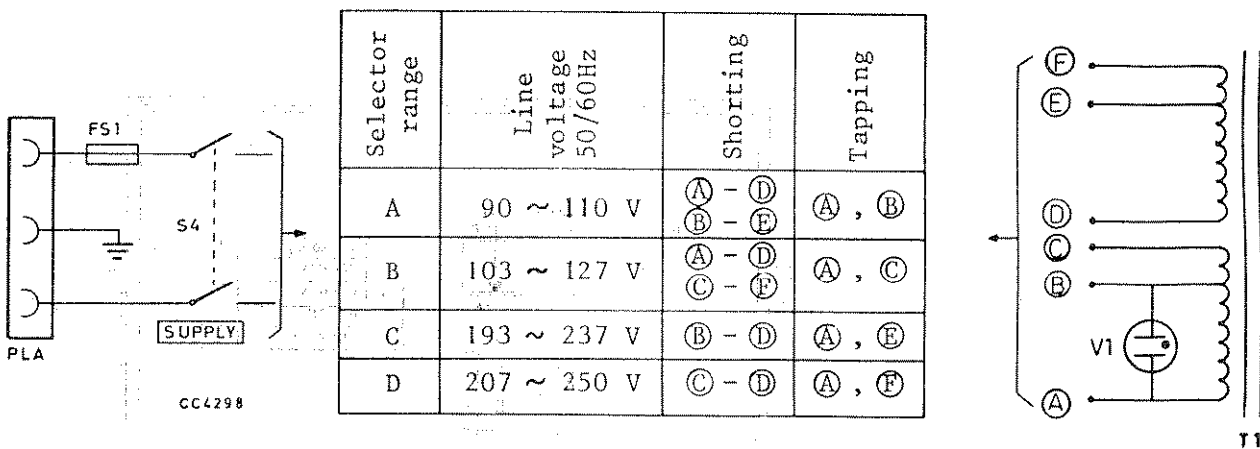 FS1
S4
SUPPLY
PLA
CC4298
Selector range
Line voltage 50/60Hz
Shorting
Tapping
A
90 ~ 110 V
Ⓐ - Ⓓ
Ⓑ - Ⓔ
Ⓐ , Ⓑ
B
103 ~ 127 V
Ⓐ - Ⓓ
Ⓒ - Ⓕ
Ⓐ , Ⓒ
C
193 ~ 237 V
Ⓑ - Ⓓ
Ⓐ , Ⓔ
D
207 ~ 250 V
Ⓒ - Ⓓ
Ⓐ , Ⓕ
Ⓕ
Ⓔ
Ⓓ
Ⓒ
Ⓑ
V1
Ⓐ
T1